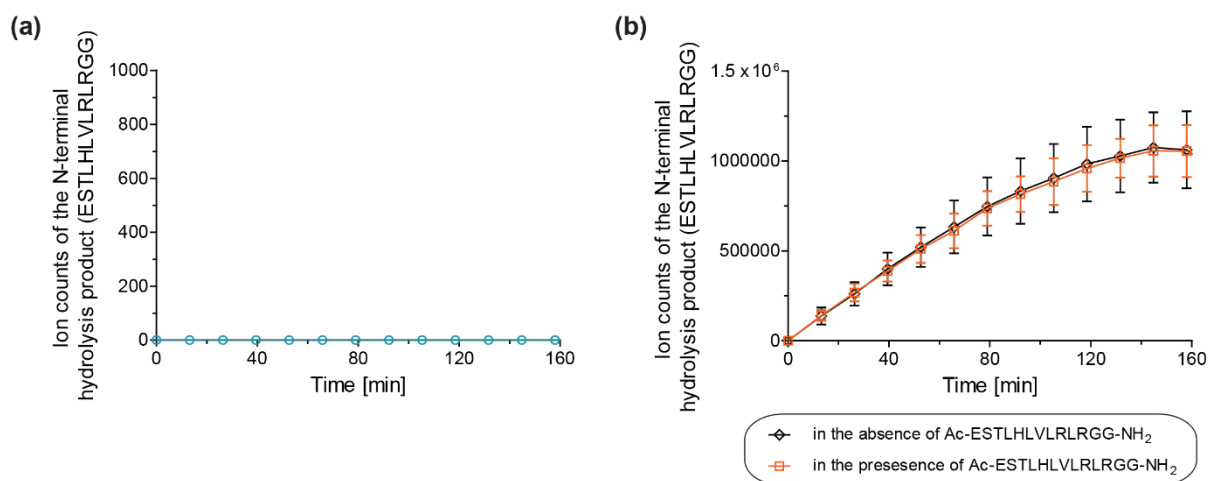 (a)
Ion counts of the N-terminal
hydrolysis product (ESTLHLVLRLRGG)
1000
800
600
400
200
0
0 40 80 120 160
Time [min]
(b)
Ion counts of the N-terminal
hydrolysis product (ESTLHLVLRLRGG)
1.5 x 10⁶
1000000
500000
0
0 40 80 120 160
Time [min]
in the absence of Ac-ESTLHLVLRLRGG-NH₂
in the presesence of Ac-ESTLHLVLRLRGG-NH₂